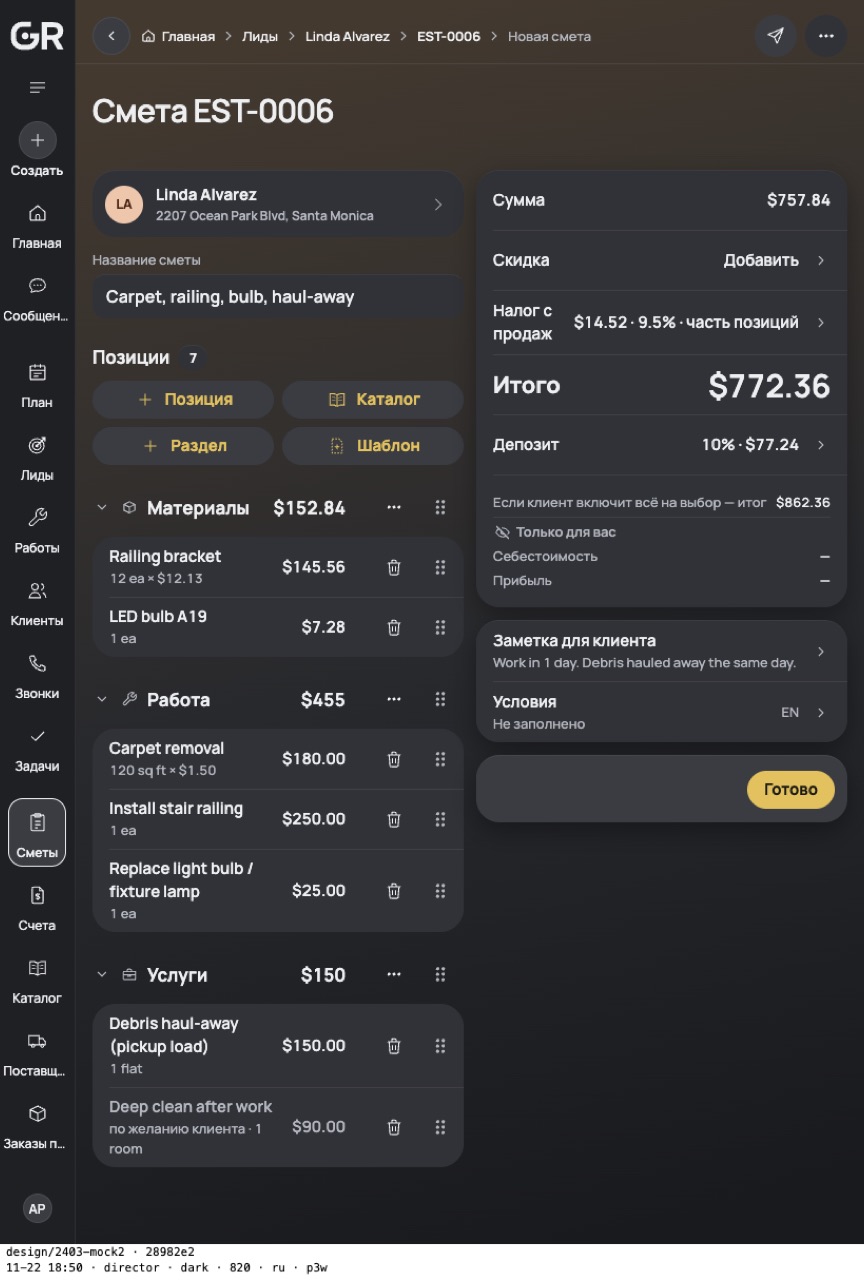 GR
Создать
Главная
Сообщен...
План
Лиды
Работы
Клиенты
Звонки
Задачи
Сметы
Счета
Каталог
Поставщ...
Заказы п...
AP
Главная > Лиды > Linda Alvarez > EST-0006 > Новая смета
Смета EST-0006
LA
Linda Alvarez
2207 Ocean Park Blvd, Santa Monica
Название сметы
Carpet, railing, bulb, haul-away
Позиции 7
+ Позиция
Каталог
+ Раздел
Шаблон
Материалы $152.84
Railing bracket
12 ea × $12.13
$145.56
LED bulb A19
1 ea
$7.28
Работа $455
Carpet removal
120 sq ft × $1.50
$180.00
Install stair railing
1 ea
$250.00
Replace light bulb /
fixture lamp
1 ea
$25.00
Услуги $150
Debris haul-away
(pickup load)
1 flat
$150.00
Deep clean after work
по желанию клиента · 1
room
$90.00
Сумма $757.84
Скидка Добавить
Налог с
продаж
$14.52 · 9.5% · часть позиций
Итого $772.36
Депозит 10% · $77.24
Если клиент включит всё на выбор — итог $862.36
Только для вас
Себестоимость —
Прибыль —
Заметка для клиента
Work in 1 day. Debris hauled away the same day.
Условия
Не заполнено
EN
Готово
design/2403-mock2 · 28982e2
11-22 18:50 · director · dark · 820 · ru · p3w